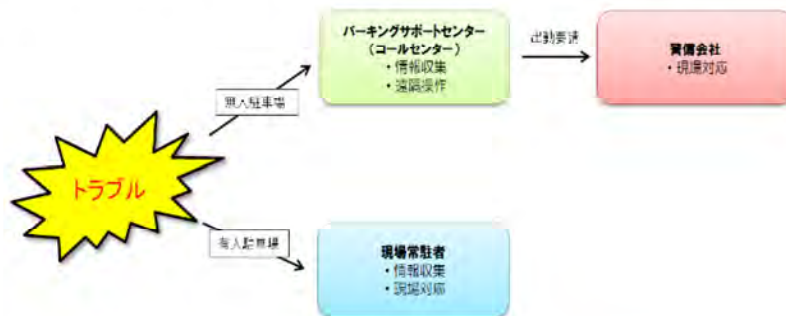 パーキングサポートセンター
（コールセンター）
・情報収集
・遠隔操作
出動要請
警備会社
・現場対応
無人駐車場
トラブル
有人駐車場
現場常駐者
・情報収集
・現場対応